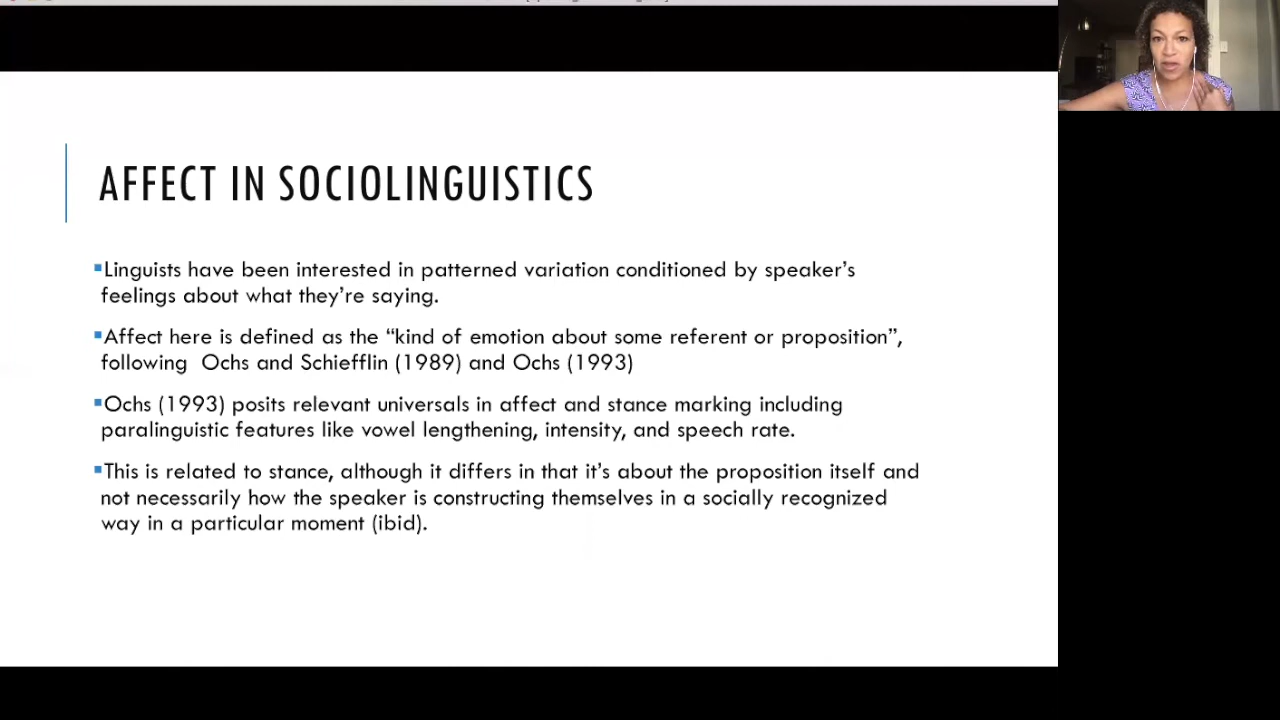 AFFECT IN SOCIOLINGUISTICS
▪Linguists have been interested in patterned variation conditioned by speaker’s
feelings about what they’re saying.
▪Affect here is defined as the “kind of emotion about some referent or proposition”,
following Ochs and Schiefflin (1989) and Ochs (1993)
▪Ochs (1993) posits relevant universals in affect and stance marking including
paralinguistic features like vowel lengthening, intensity, and speech rate.
▪This is related to stance, although it differs in that it’s about the proposition itself and
not necessarily how the speaker is constructing themselves in a socially recognized
way in a particular moment (ibid).